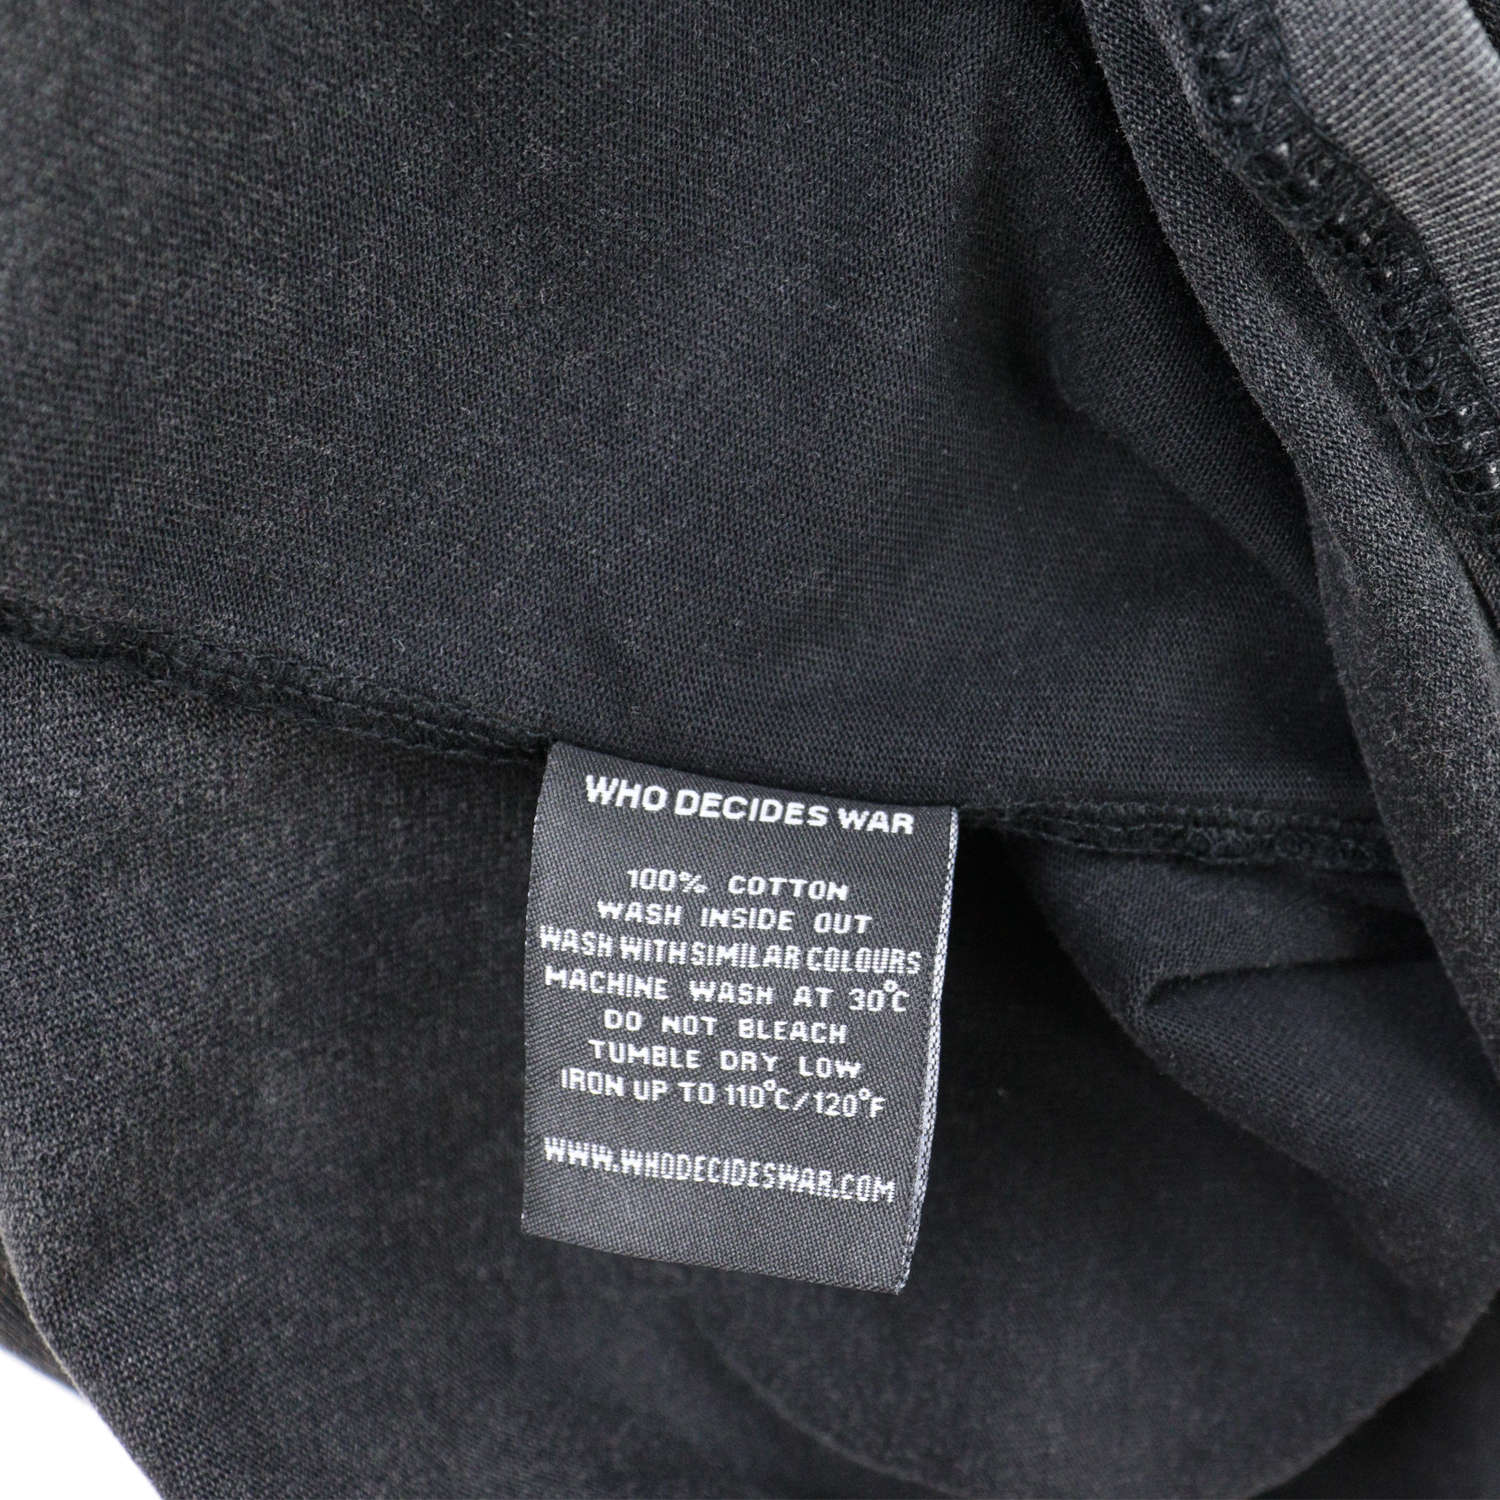 WHO DECIDES WAR
100% COTTON
WASH INSIDE OUT
WASH WITH SIMILAR COLOURS
MACHINE WASH AT 30°C
DO NOT BLEACH
TUMBLE DRY LOW
IRON UP TO 110°C/120°F
WWW.WHODECIDESWAR.COM